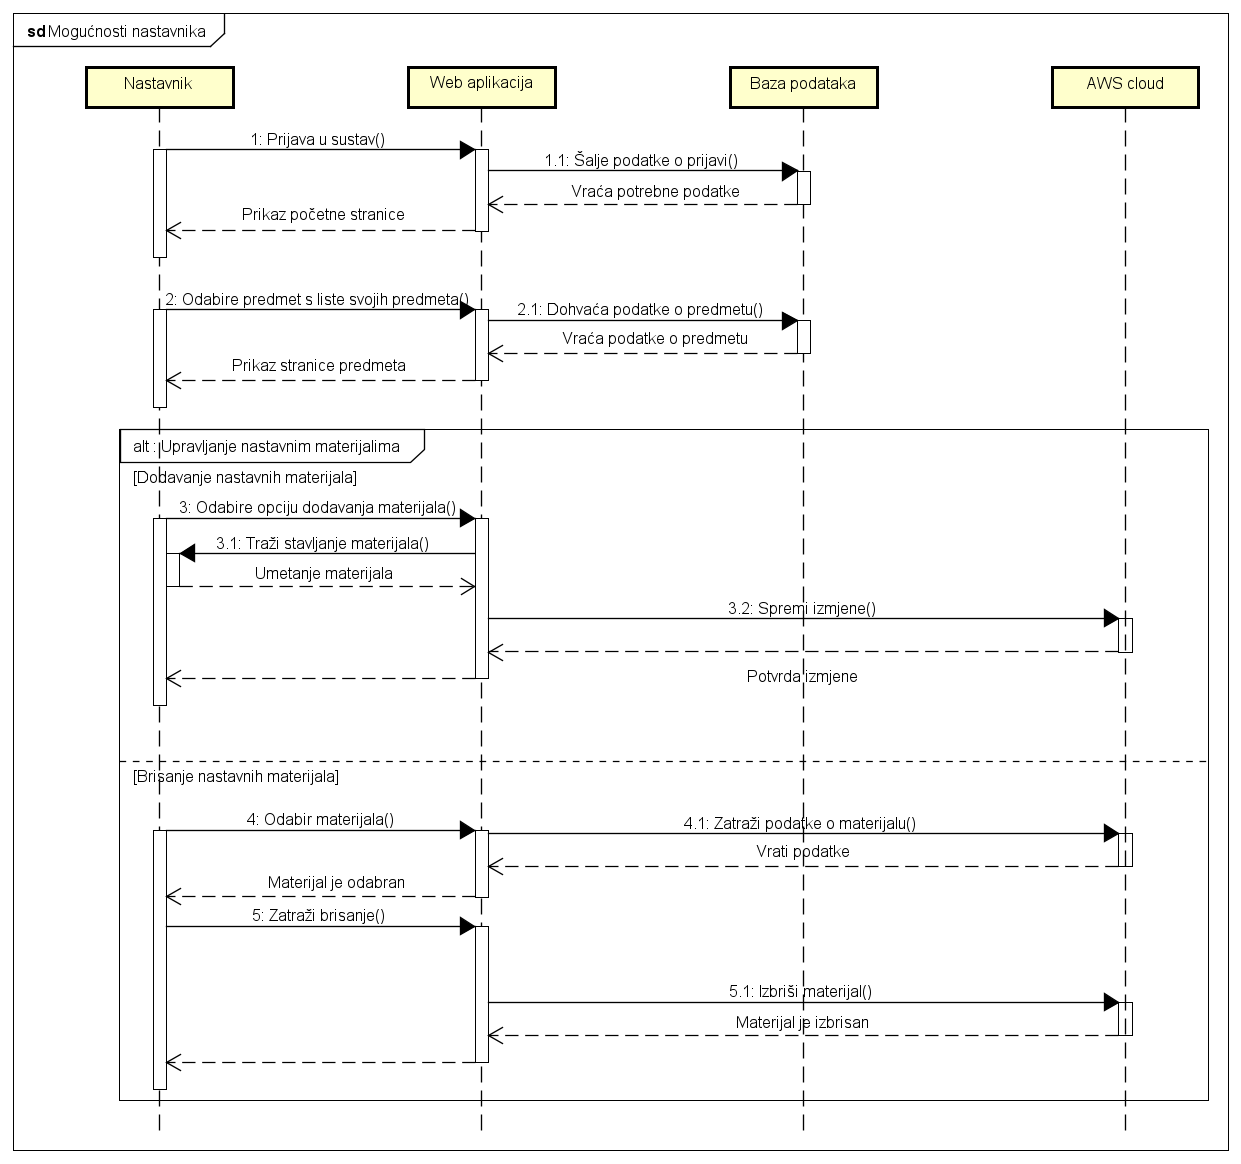 sd Mogućnosti nastavnika
Nastavnik
Web aplikacija
Baza podataka
AWS cloud
1: Prijava u sustav()
1.1: Šalje podatke o prijavi()
Vraća potrebne podatke
Prikaz početne stranice
2: Odabire predmet s liste svojih predmeta()
2.1: Dohvaća podatke o predmetu()
Vraća podatke o predmetu
Prikaz stranice predmeta
alt : Upravljanje nastavnim materijalima
[Dodavanje nastavnih materijala]
3: Odabire opciju dodavanja materijala()
3.1: Traži stavljanje materijala()
Umetanje materijala
3.2: Spremi izmjene()
Potvrda izmjene
[Brisanje nastavnih materijala]
4: Odabir materijala()
4.1: Zatraži podatke o materijalu()
Vrati podatke
Materijal je odabran
5: Zatraži brisanje()
5.1: Izbriši materijal()
Materijal je izbrisan